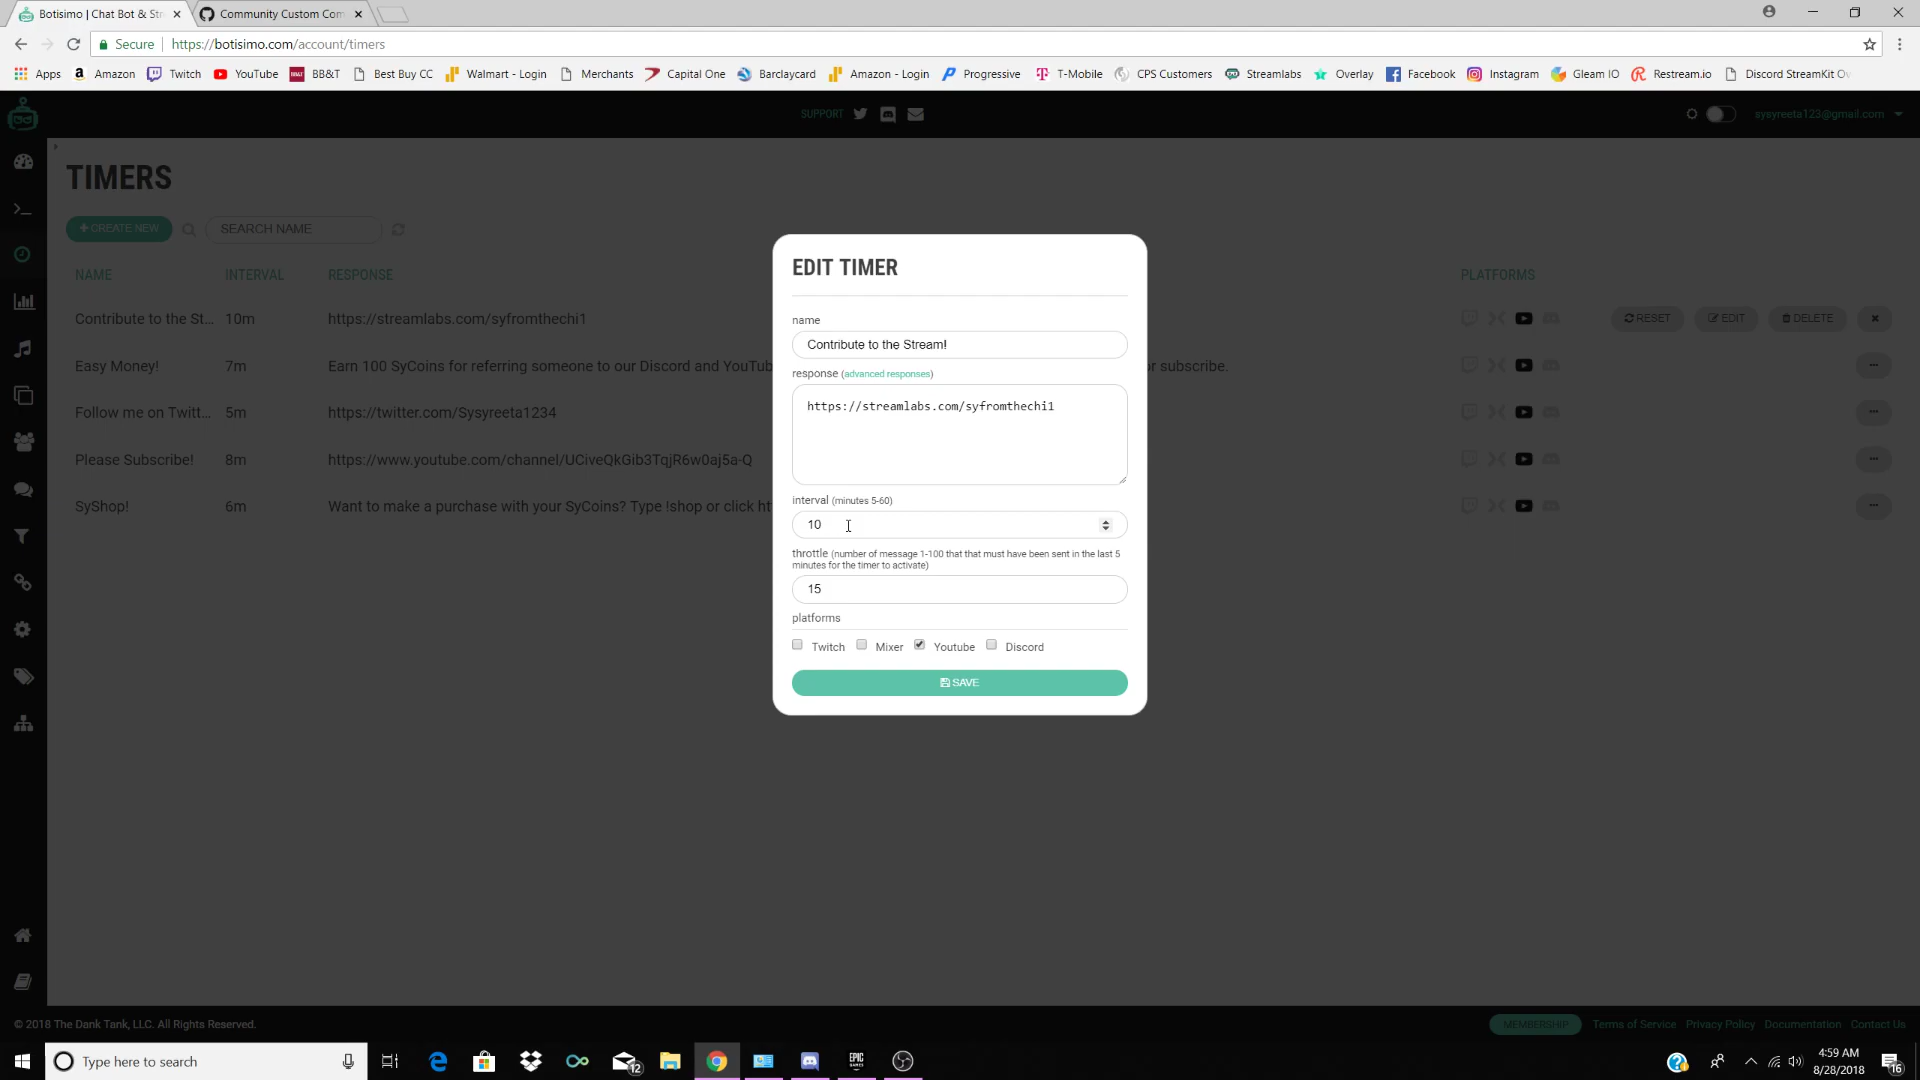 Botisimo | Chat Bot & Str
Community Custom Com
Secure
https://botisimo.com/account/timers
Apps
Amazon
Twitch
YouTube
BB&T
Best Buy CC
Walmart - Login
Merchants
Capital One
Barclaycard
Amazon - Login
Progressive
T-Mobile
CPS Customers
Streamlabs
Overlay
Facebook
Instagram
Gleam IO
Restream.io
Discord StreamKit Ov
SUPPORT
sysyreeta123@gmail.com
TIMERS
+ CREATE NEW
SEARCH NAME
NAME INTERVAL RESPONSE PLATFORMS
Contribute to the St... 10m https://streamlabs.com/syfromthechi1 RESET EDIT DELETE
Easy Money! 7m Earn 100 SyCoins for referring someone to our Discord and YouTub r subscribe.
Follow me on Twitt... 5m https://twitter.com/Sysyreeta1234
Please Subscribe! 8m https://www.youtube.com/channel/UCiveQkGib3TqjR6w0aj5a-Q
SyShop! 6m Want to make a purchase with your SyCoins? Type !shop or click ht
EDIT TIMER
name
Contribute to the Stream!
response (advanced responses)
https://streamlabs.com/syfromthechi1
interval (minutes 5-60)
10
throttle (number of message 1-100 that that must have been sent in the last 5
minutes for the timer to activate)
15
platforms
Twitch Mixer Youtube Discord
SAVE
© 2018 The Dank Tank, LLC. All Rights Reserved.
MEMBERSHIP Terms of Service Privacy Policy Documentation Contact Us
Type here to search
12
EPIC
GAMES
4:59 AM
8/28/2018
16